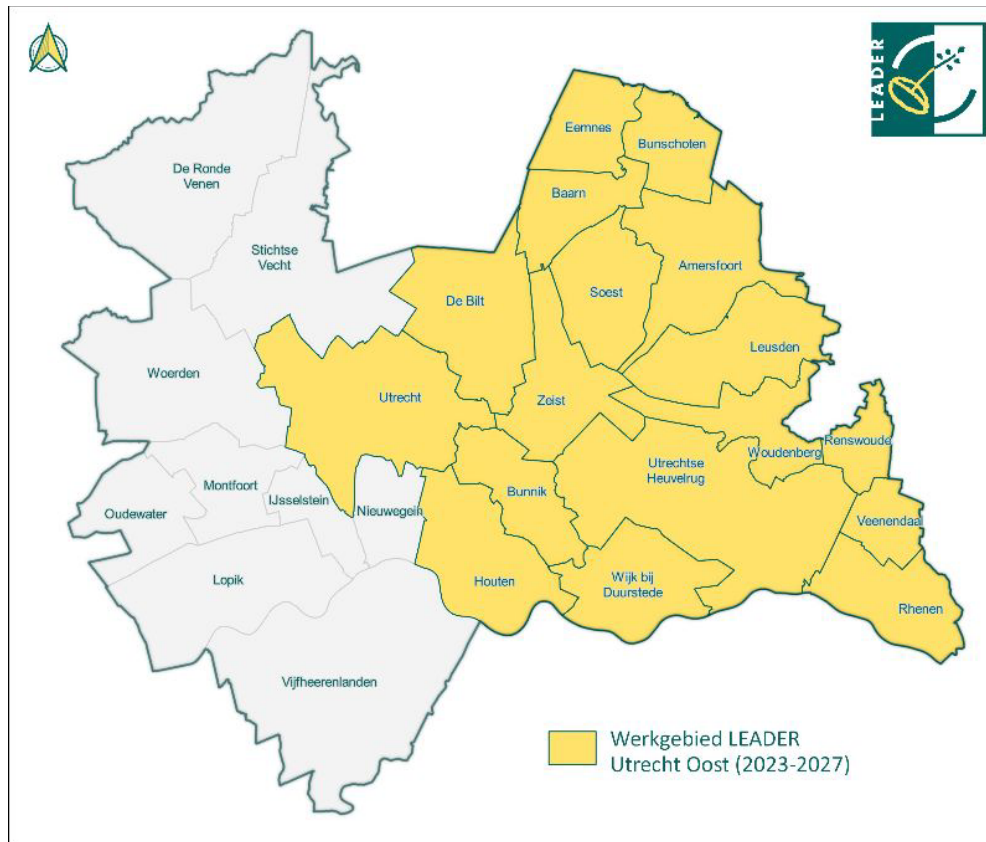 LEADER
Eemnes
Bunschoten
De Ronde
Venen
Baarn
Stichtse
Vecht
Amersfoort
Soest
De Bilt
Leusden
Woerden
Utrecht
Zeist
Renswoude
Woudenberg
Utrechtse
Heuvelrug
Montfoort
IJsselstein
Bunnik
Oudewater
Nieuwegein
Veenendaal
Lopik
Houten
Wijk bij
Duurstede
Rhenen
Vijfheerenlanden
Werkgebied LEADER
Utrecht Oost (2023-2027)